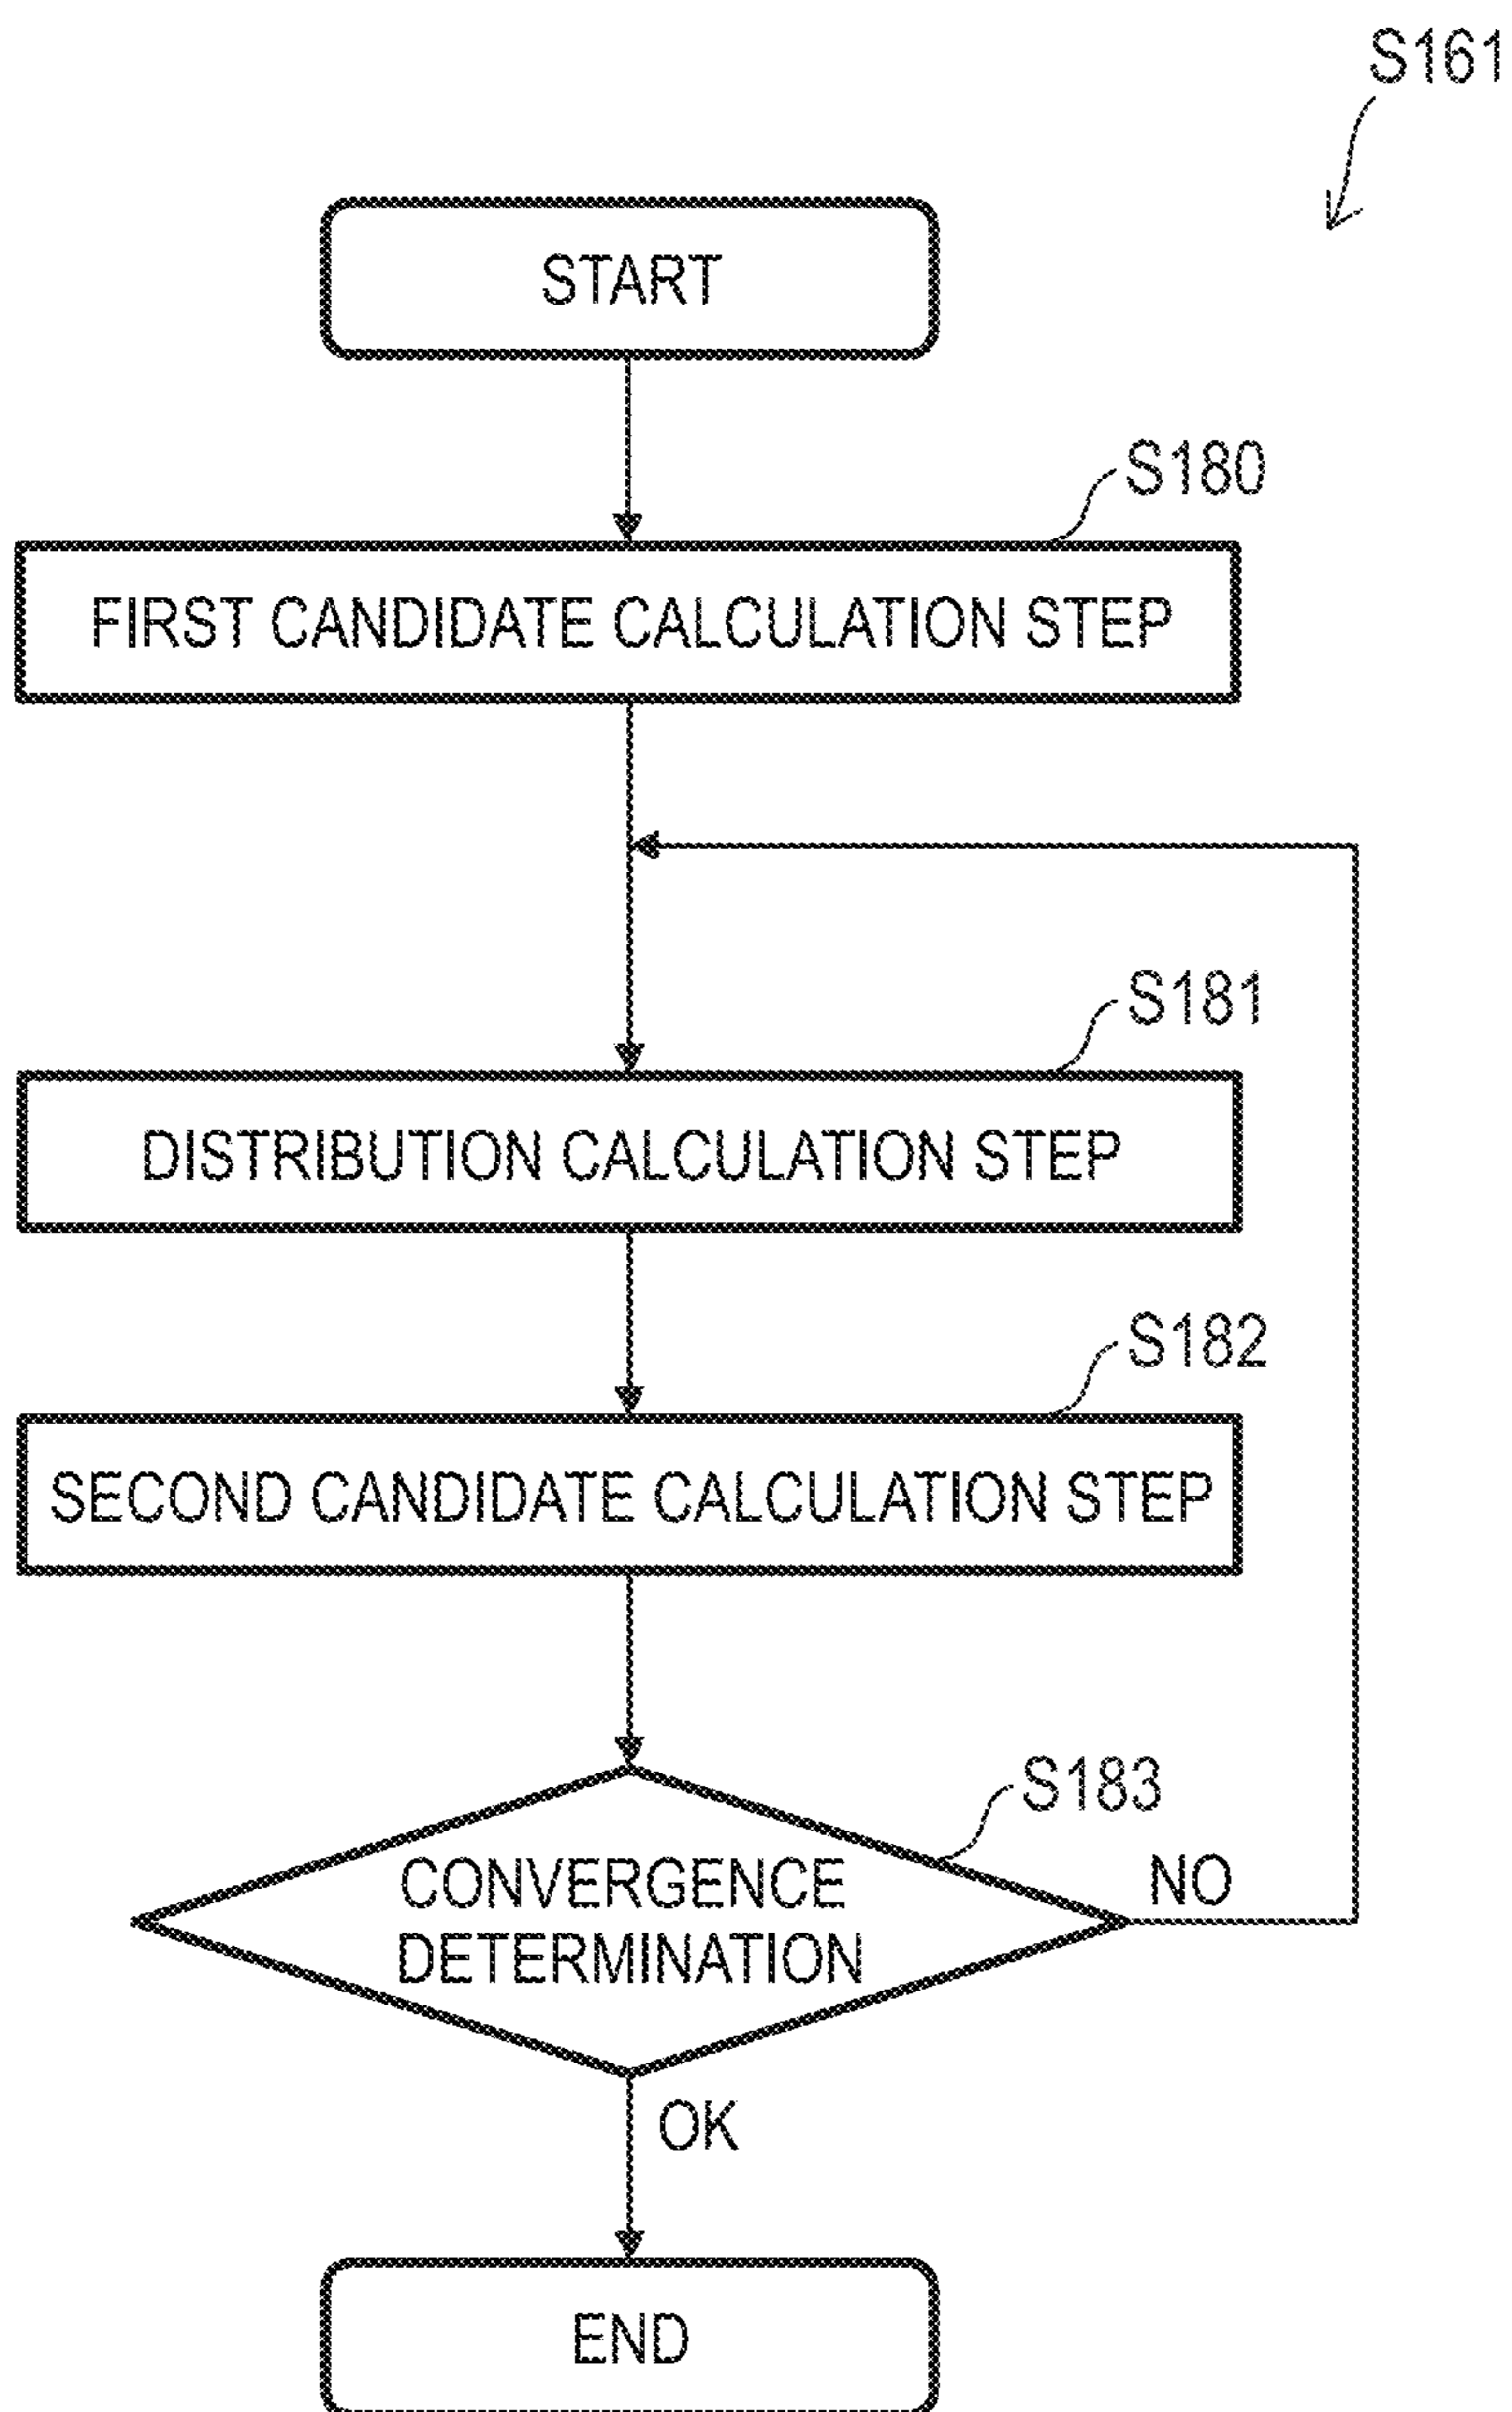 S161
START
S180
FIRST CANDIDATE CALCULATION STEP
S181
DISTRIBUTION CALCULATION STEP
S182
SECOND CANDIDATE CALCULATION STEP
S183
CONVERGENCE
DETERMINATION
NO
OK
END